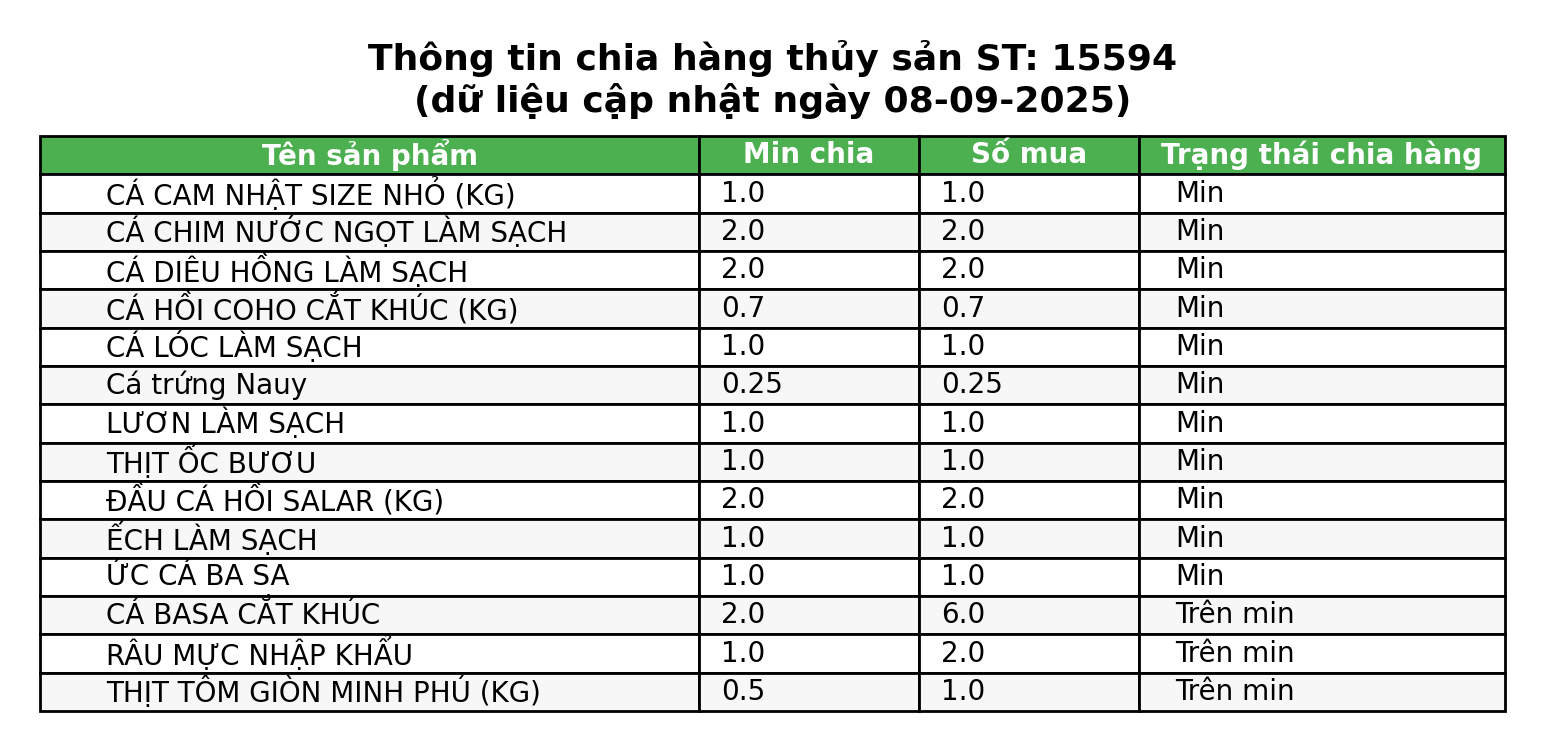 Thông tin chia hàng thủy sản ST: 15594
(dữ liệu cập nhật ngày 08-09-2025)
Tên sản phẩm Min chia Số mua Trạng thái chia hàng
CÁ CAM NHẬT SIZE NHỎ (KG) 1.0 1.0 Min
CÁ CHIM NƯỚC NGỌT LÀM SẠCH 2.0 2.0 Min
CÁ DIÊU HỒNG LÀM SẠCH 2.0 2.0 Min
CÁ HỒI COHO CẮT KHÚC (KG) 0.7 0.7 Min
CÁ LÓC LÀM SẠCH 1.0 1.0 Min
Cá trứng Nauy 0.25 0.25 Min
LƯƠN LÀM SẠCH 1.0 1.0 Min
THỊT ỐC BƯƠU 1.0 1.0 Min
ĐẦU CÁ HỒI SALAR (KG) 2.0 2.0 Min
ẾCH LÀM SẠCH 1.0 1.0 Min
ỨC CÁ BA SA 1.0 1.0 Min
CÁ BASA CẮT KHÚC 2.0 6.0 Trên min
RÂU MỰC NHẬP KHẨU 1.0 2.0 Trên min
THỊT TÔM GIÒN MINH PHÚ (KG) 0.5 1.0 Trên min